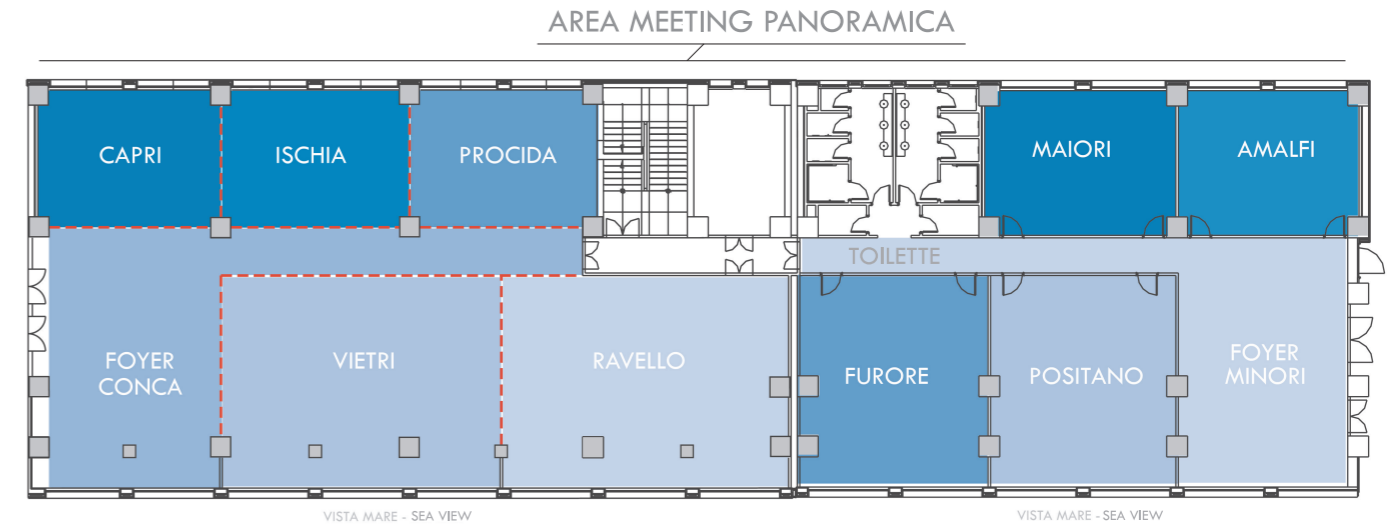 AREA MEETING PANORAMICA
CAPRI
ISCHIA
PROCIDA
MAIORI
AMALFI
TOILETTE
FOYER
CONCA
VIETRI
RAVELLO
FURORE
POSITANO
FOYER
MINORI
VISTA MARE - SEA VIEW
VISTA MARE - SEA VIEW